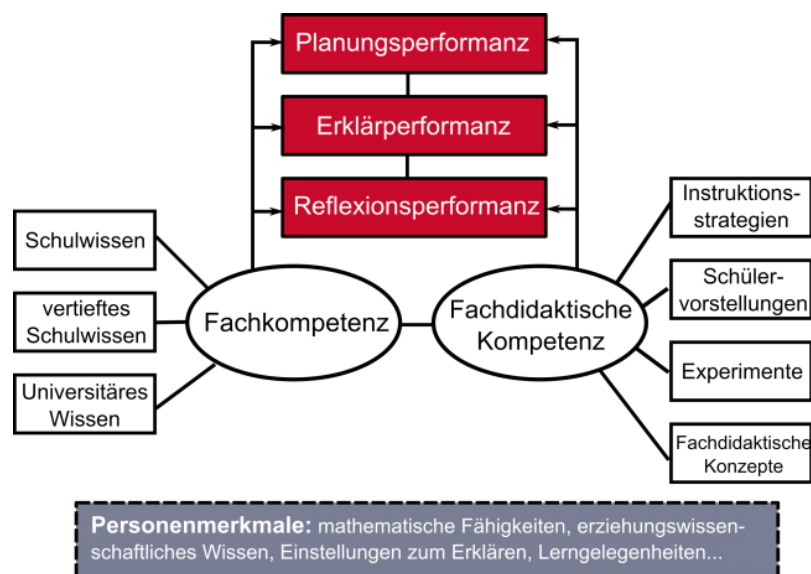 Planungsperformanz
Erklärperformanz
Reflexionsperformanz
Schulwissen
vertieftes
Schulwissen
Universitäres
Wissen
Fachkompetenz
Fachdidaktische
Kompetenz
Instruktions-
strategien
Schüler-
vorstellungen
Experimente
Fachdidaktische
Konzepte
Personenmerkmale: mathematische Fähigkeiten, erziehungswissen-
schaftliches Wissen, Einstellungen zum Erklären, Lerngelegenheiten...